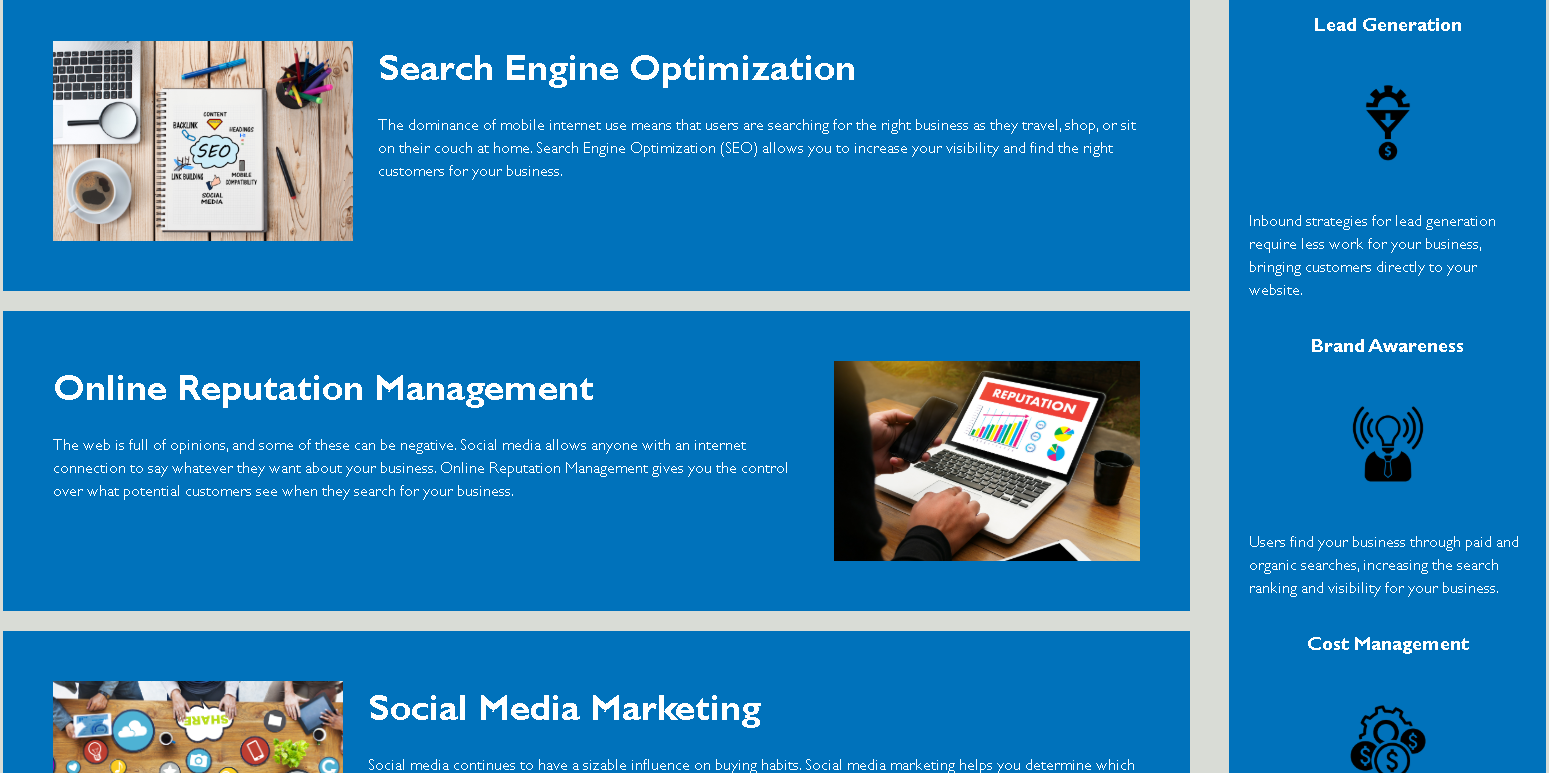 Search Engine Optimization
The dominance of mobile internet use means that users are searching for the right business as they travel, shop, or sit
on their couch at home. Search Engine Optimization (SEO) allows you to increase your visibility and find the right
customers for your business.
CONTENT
BACKLINK
HEADINGS
SEO
LINK BUILDING
MOBILE
COMPATIBILITY
SOCIAL
MEDIA
Online Reputation Management
The web is full of opinions, and some of these can be negative. Social media allows anyone with an internet
connection to say whatever they want about your business. Online Reputation Management gives you the control
over what potential customers see when they search for your business.
REPUTATION
Social Media Marketing
Social media continues to have a sizable influence on buying habits. Social media marketing helps you determine which
SHARE
Lead Generation
$
Inbound strategies for lead generation
require less work for your business,
bringing customers directly to your
website.
Brand Awareness
Users find your business through paid and
organic searches, increasing the search
ranking and visibility for your business.
Cost Management
$ $ $